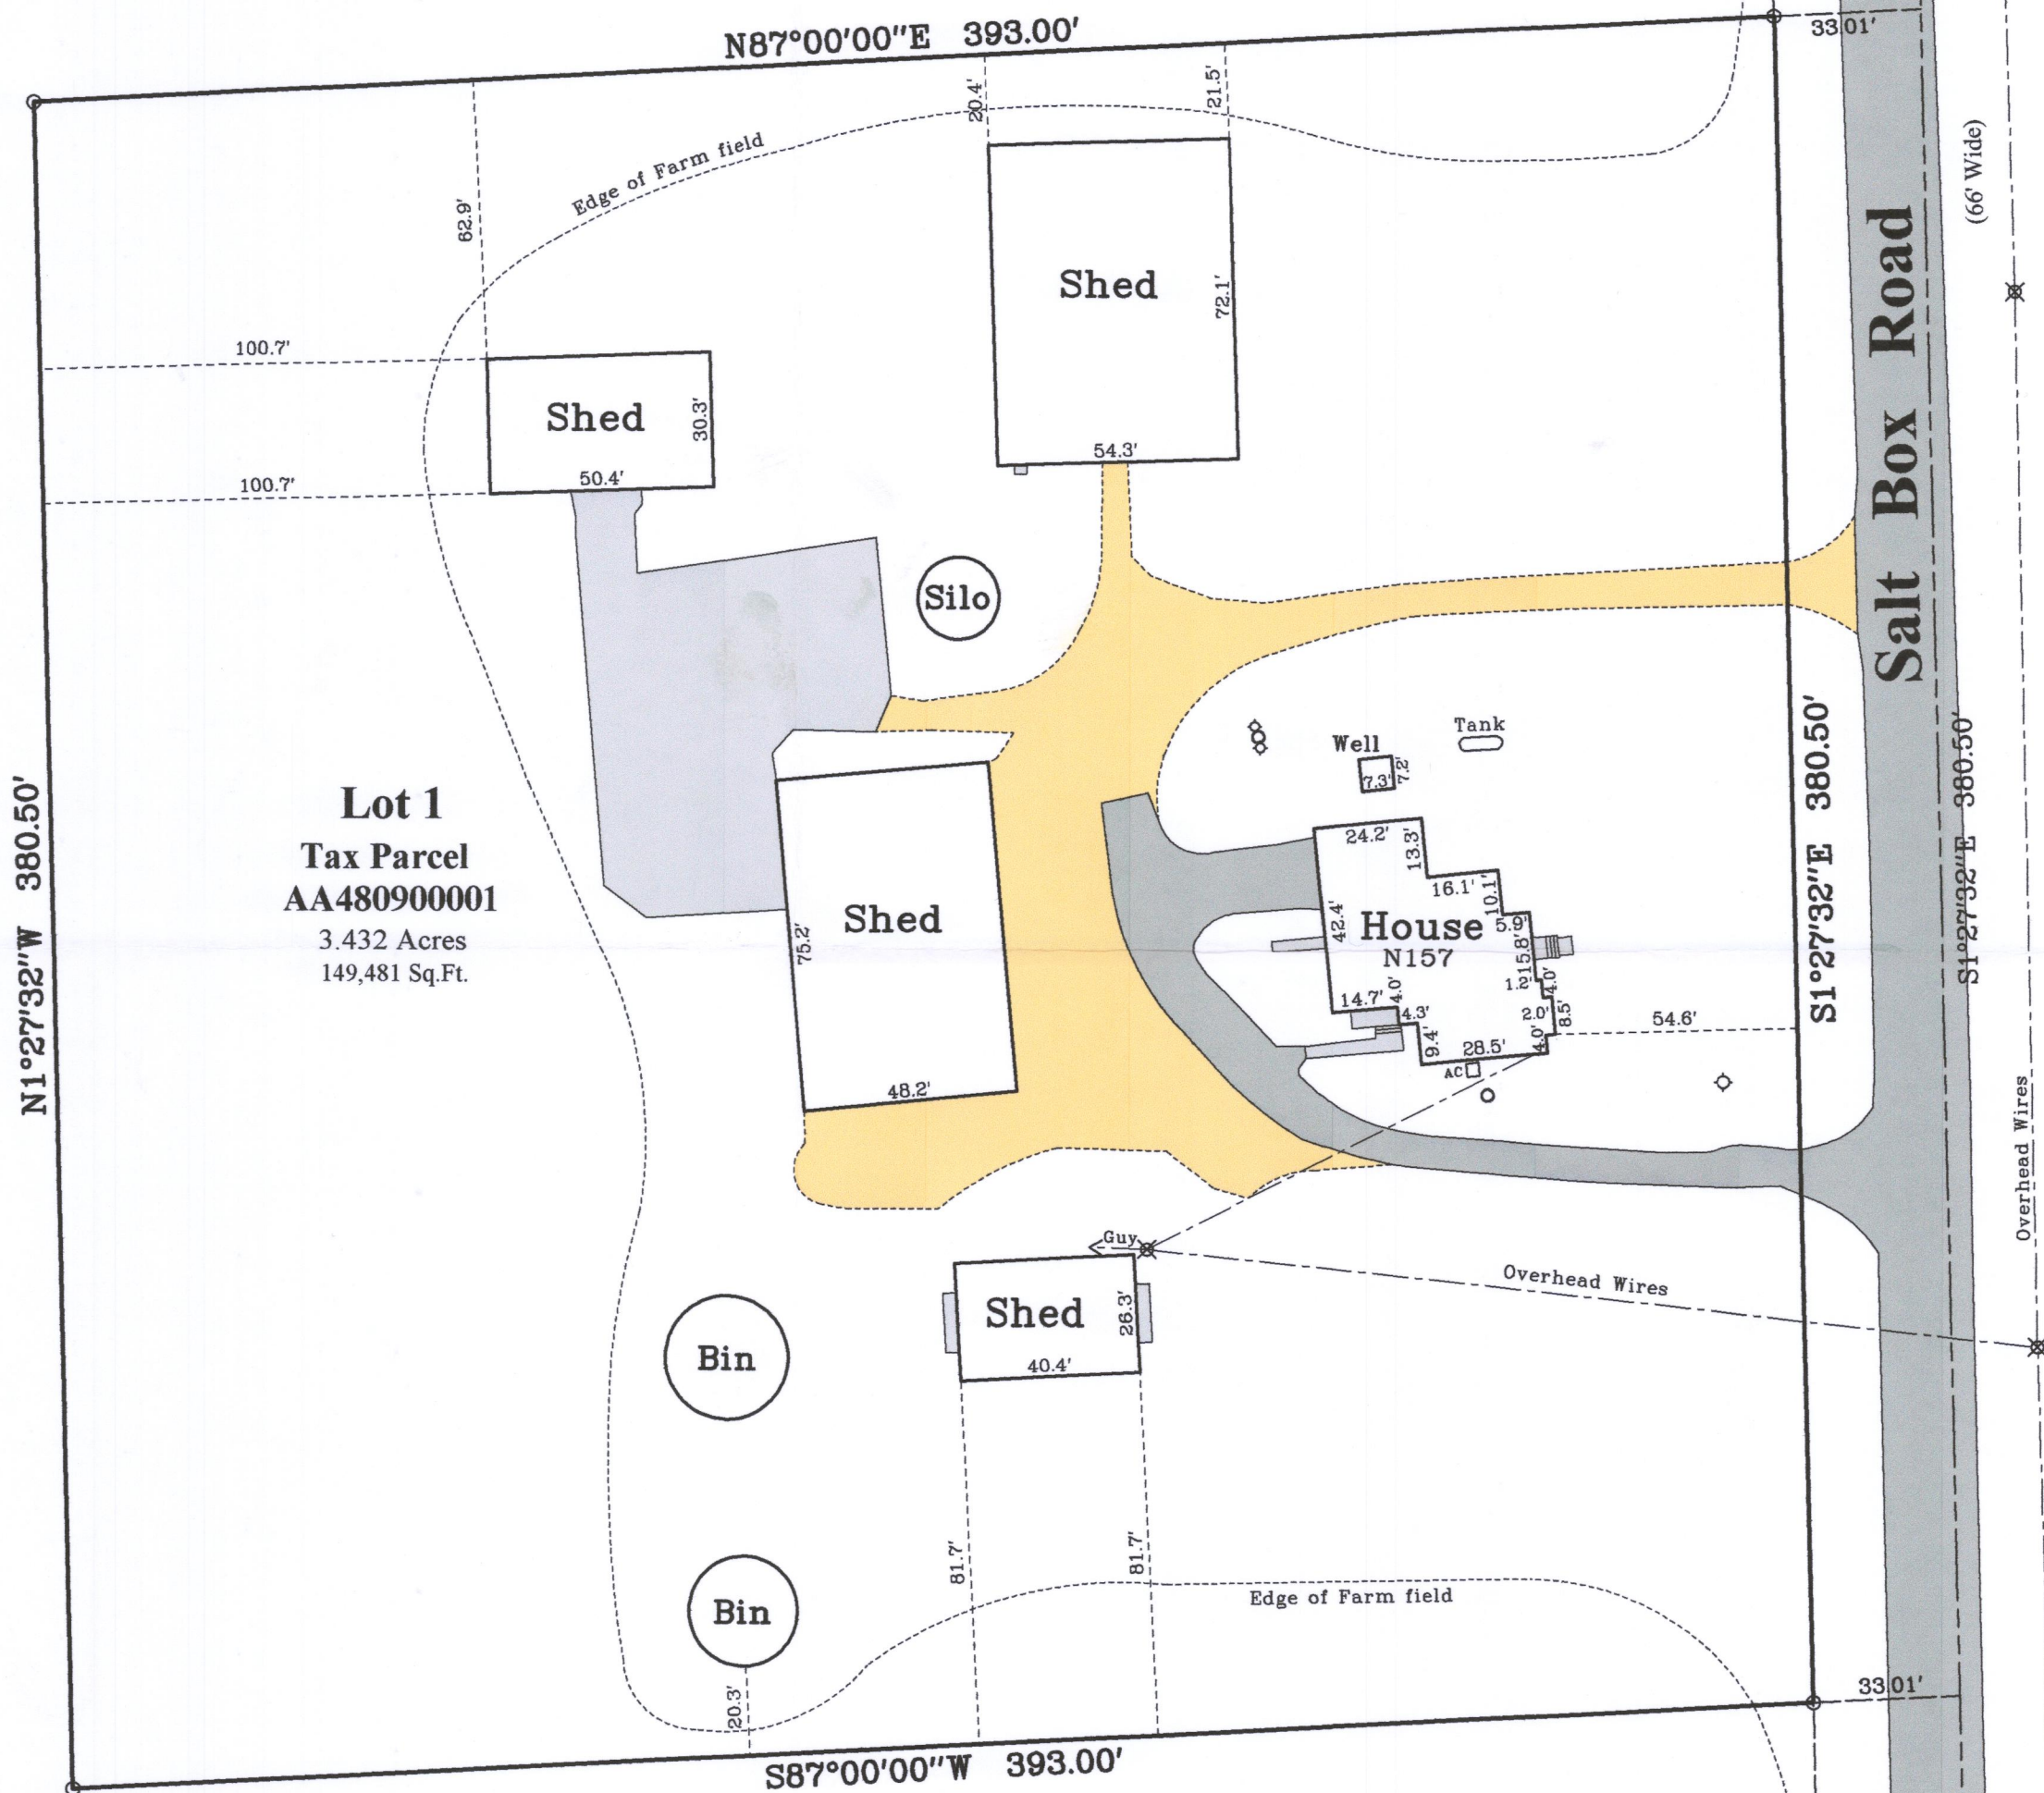 N87°00'00"E 393.00'
33.01'
20.4'
21.5'
(66' Wide)
Edge of Farm field
62.9'
Shed
72.1'
54.3'
Salt Box Road
100.7'
Shed
30.3'
50.4'
100.7'
Silo
Tank
Well
7.3'
7.2'
S1°27'32"E 380.50'
S1°27'32"E 380.50'
N1°27'32"W 380.50'
Lot 1
Tax Parcel
AA480900001
3.432 Acres
149,481 Sq.Ft.
Shed
75.2'
48.2'
24.2'
13.3'
16.1'
10.1'
5.9'
House
N157
42.4'
15.8'
1.2'
4.0'
14.7'
4.0'
4.3'
2.0'
8.5'
9.4'
28.5'
4.0'
54.6'
AC
Overhead Wires
Guy
Overhead Wires
Shed
26.3'
40.4'
Bin
81.7'
81.7'
Edge of Farm field
Bin
20.3'
33.01'
S87°00'00"W 393.00'